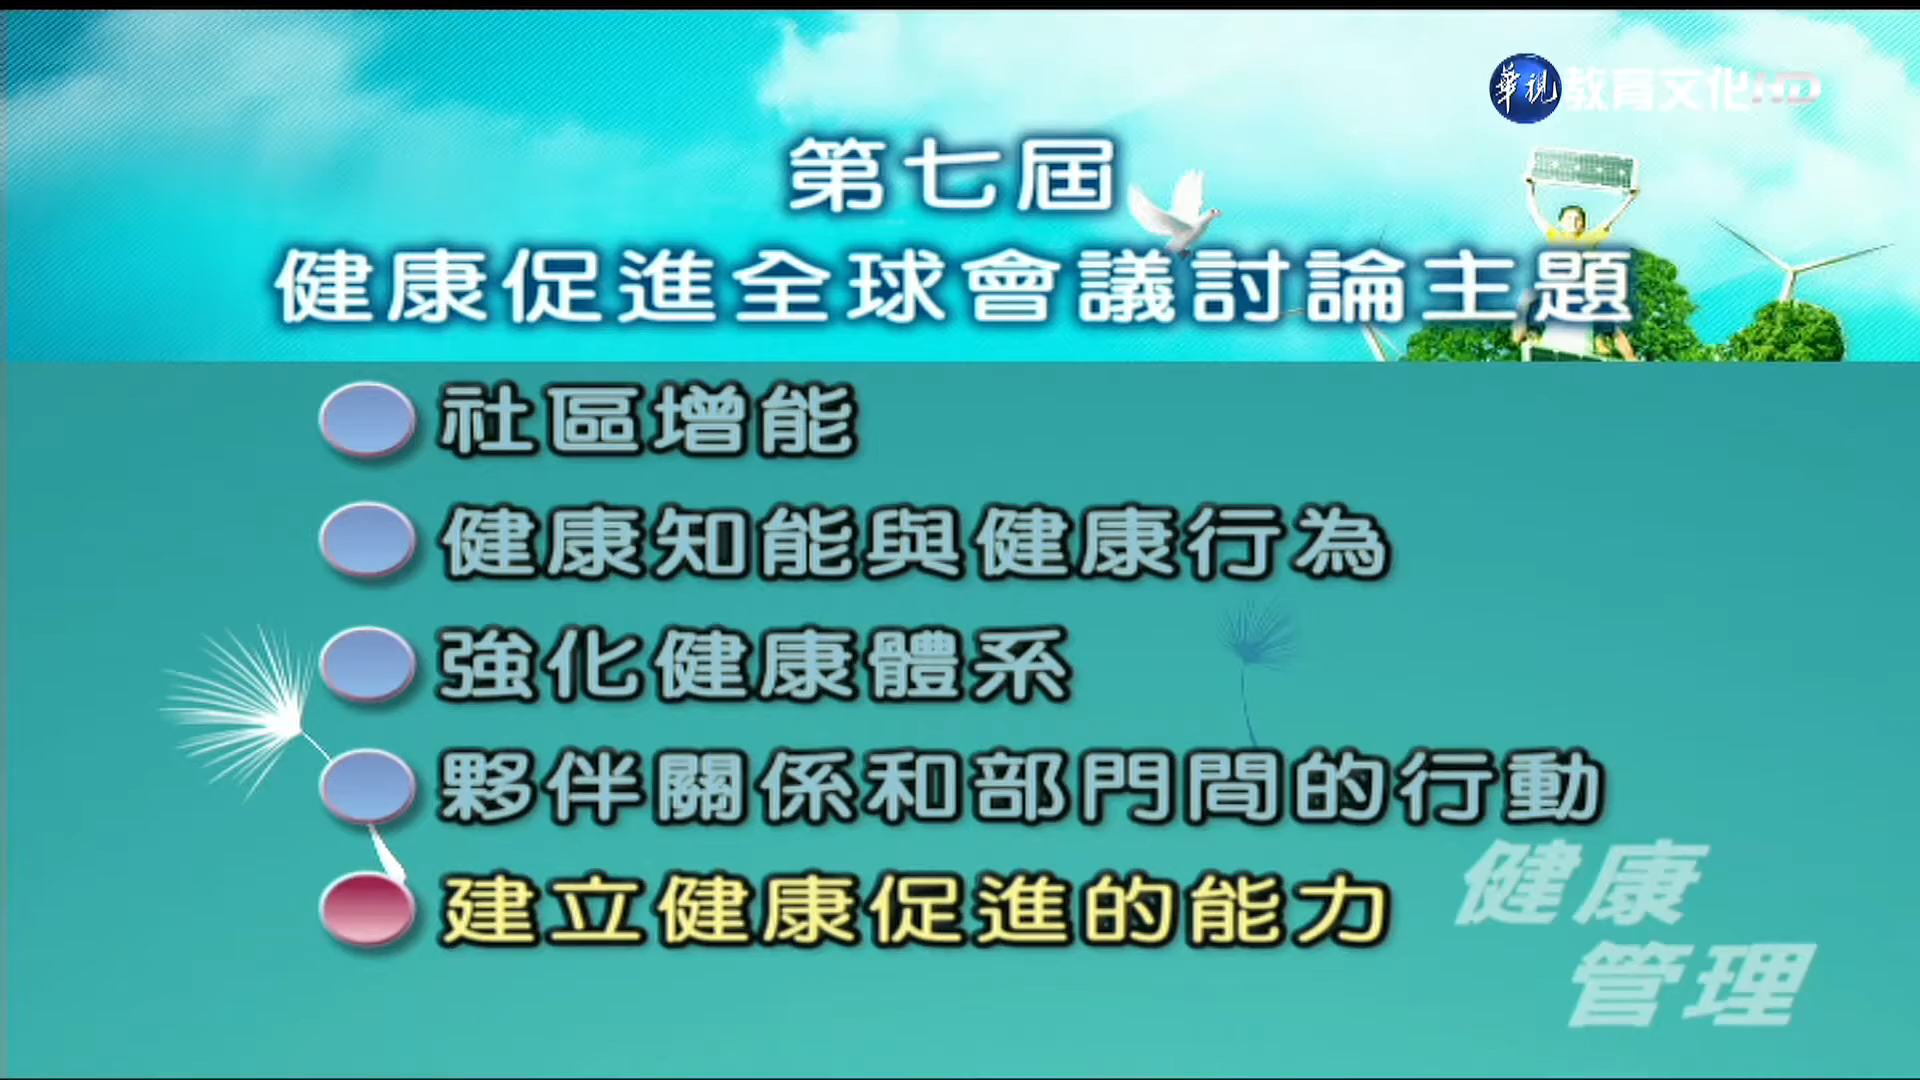 華視 教育文化HD
第七屆
健康促進全球會議討論主題
社區增能
健康知能與健康行為
強化健康體系
夥伴關係和部門間的行動
建立健康促進的能力
健康
管理